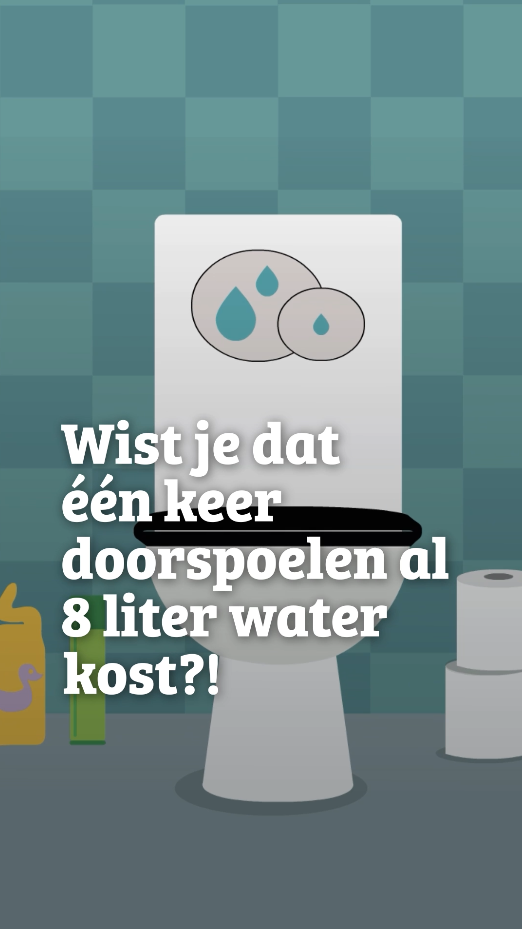 Wist je dat
één keer
doorspoelen al
8 liter water
kost?!